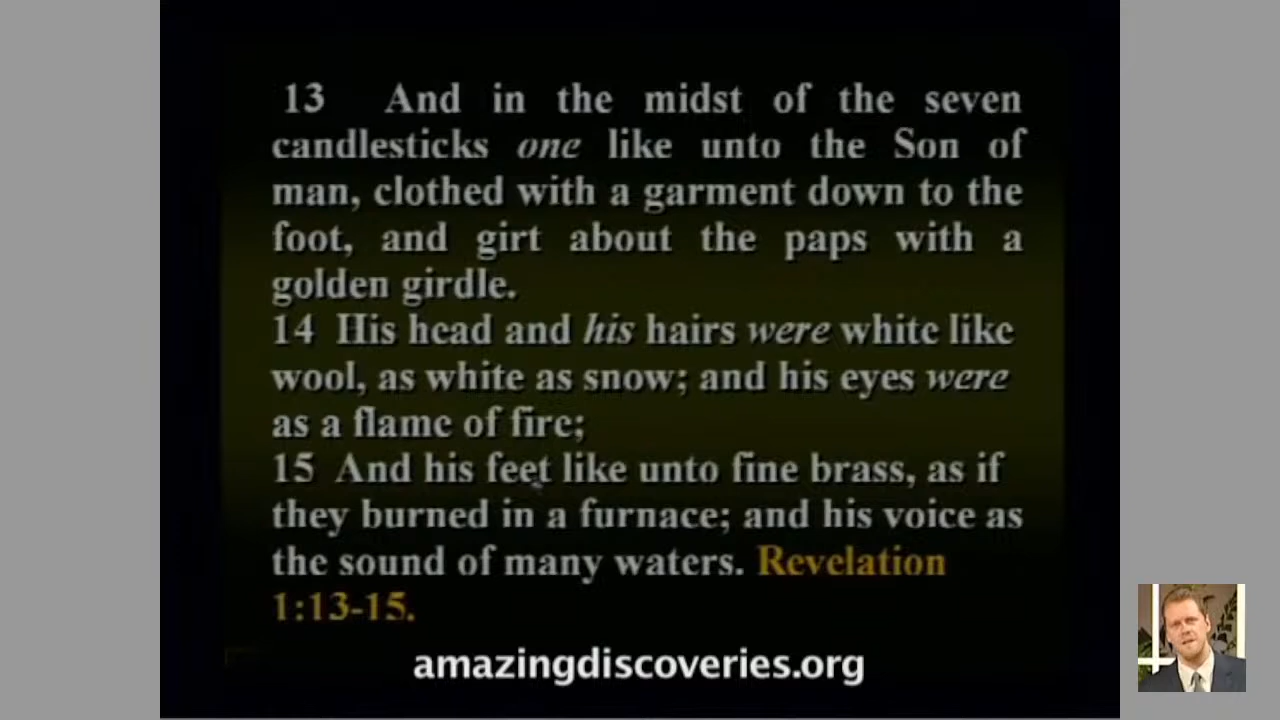 13 And in the midst of the seven
candlesticks one like unto the Son of
man, clothed with a garment down to the
foot, and girt about the paps with a
golden girdle.
14 His head and his hairs were white like
wool, as white as snow; and his eyes were
as a flame of fire;
15 And his feet like unto fine brass, as if
they burned in a furnace; and his voice as
the sound of many waters. Revelation
1:13-15.
amazingdiscoveries.org